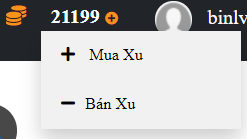 21199 binlv
Mua Xu
Bán Xu